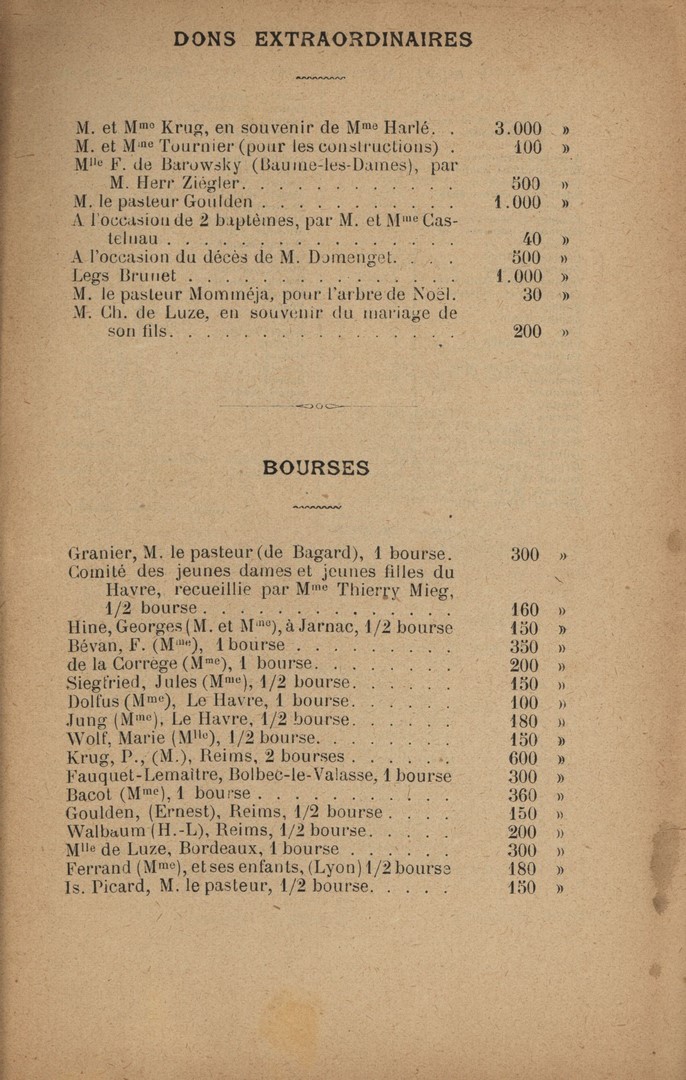 DONS EXTRAORDINAIRES
M. et Mme Krug, en souvenir de Mme Harlé. . 3.000 »
M. et Mme Tournier (pour les constructions) . 100 »
Mlle F. de Barowsky (Baume-les-Dames), par
M. Herr Ziégler. . . . . . . . . . . . 500 »
M. le pasteur Goulden . . . . . . . . . . . 1.000 »
A l'occasion de 2 baptêmes, par M. et Mme Cas-
telnau . . . . . . . . . . . . . . . . 40 »
A l'occasion du décès de M. Domenget. . . . 500 »
Legs Brunet . . . . . . . . . . . . . . . 1.000 »
M. le pasteur Momméja, pour l'arbre de Noël. 30 »
M. Ch. de Luze, en souvenir du mariage de
son fils. . . . . . . . . . . . . . . . 200 »
BOURSES
Granier, M. le pasteur (de Bagard), 1 bourse. 300 »
Comité des jeunes dames et jeunes filles du
Havre, recueillie par Mme Thierry Mieg,
1/2 bourse . . . . . . . . . . . . . . 160 »
Hine, Georges (M. et Mme), à Jarnac, 1/2 bourse 150 »
Bévan, F. (Mme), 1 bourse . . . . . . . . 350 »
de la Corrège (Mme), 1 bourse. . . . . . . . 200 »
Siegfried, Jules (Mme), 1/2 bourse. . . . . . 150 »
Dolfus (Mme), Le Havre, 1 bourse. . . . . . 100 »
Jung (Mme), Le Havre, 1/2 bourse. . . . . . 180 »
Wolf, Marie (Mlle), 1/2 bourse. . . . . . . . 150 »
Krug, P., (M.), Reims, 2 bourses . . . . . . 600 »
Fauquet-Lemaître, Bolbec-le-Valasse, 1 bourse 300 »
Bacot (Mme), 1 bourse . . . . . . . . . . . 360 »
Goulden, (Ernest), Reims, 1/2 bourse . . . . 150 »
Walbaum (H.-L), Reims, 1/2 bourse. . . . . 200 »
Mlle de Luze, Bordeaux, 1 bourse . . . . . . 300 »
Ferrand (Mme), et ses enfants, (Lyon) 1/2 bourse 180 »
Is. Picard, M. le pasteur, 1/2 bourse. . . . . 150 »